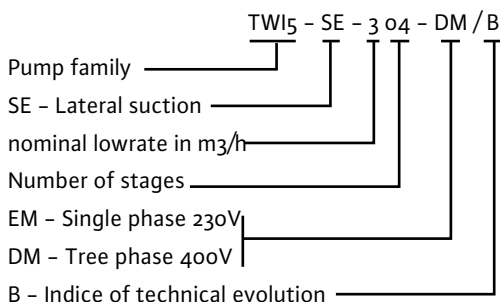 TWI5 – SE – 3 04 – DM / B
Pump family
SE – Lateral suction
nominal lowrate in m3/h
Number of stages
EM – Single phase 230V
DM – Tree phase 400V
B – Indice of technical evolution